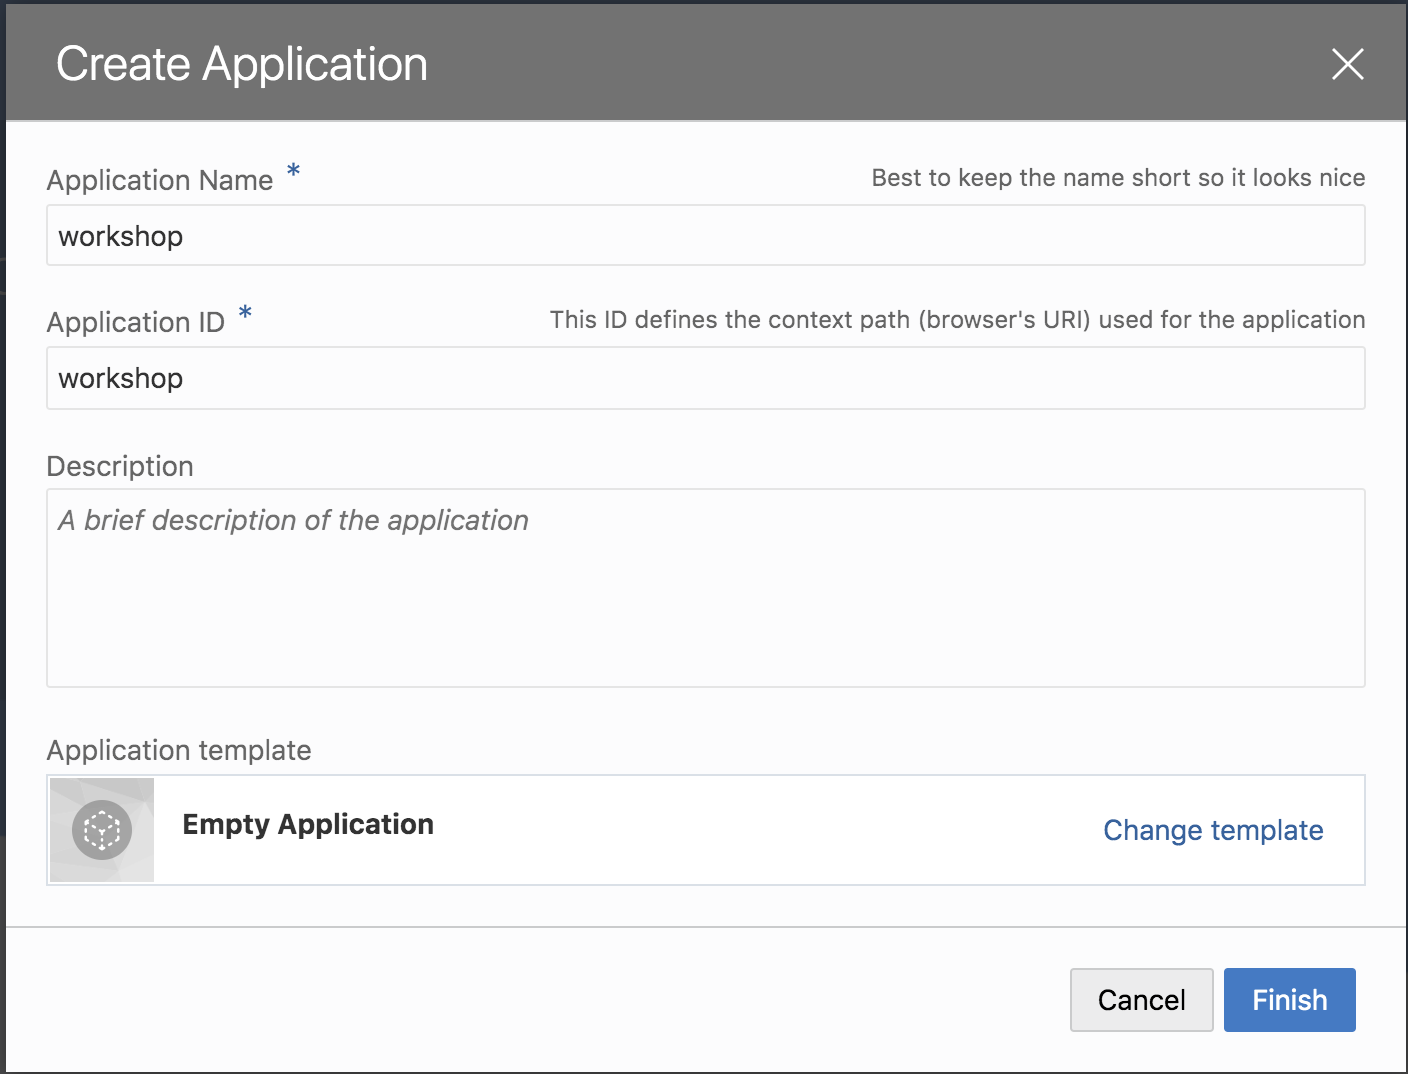 Create Application
Application Name *
Best to keep the name short so it looks nice
workshop
Application ID *
This ID defines the context path (browser's URI) used for the application
workshop
Description
A brief description of the application
Application template
Empty Application
Change template
Cancel
Finish